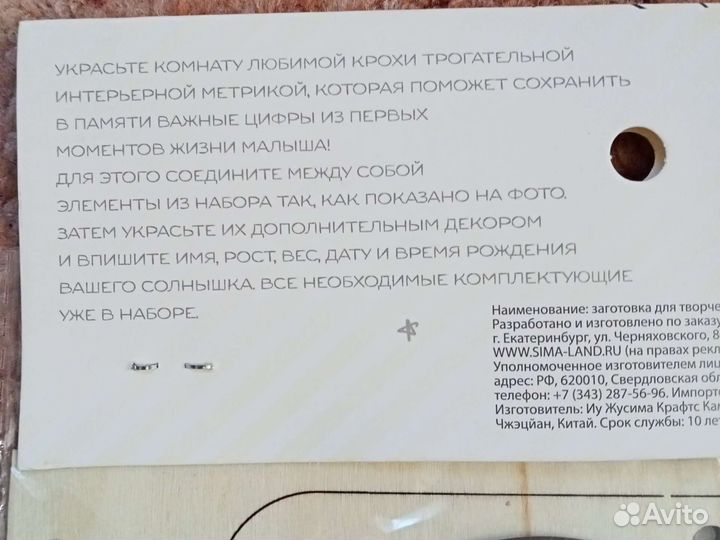 УКРАСЬТЕ КОМНАТУ ЛЮБИМОЙ КРОХИ ТРОГАТЕЛЬНОЙ
ИНТЕРЬЕРНОЙ МЕТРИКОЙ, КОТОРАЯ ПОМОЖЕТ СОХРАНИТЬ
В ПАМЯТИ ВАЖНЫЕ ЦИФРЫ ИЗ ПЕРВЫХ
МОМЕНТОВ ЖИЗНИ МАЛЫША!
ДЛЯ ЭТОГО СОЕДИНИТЕ МЕЖДУ СОБОЙ
ЭЛЕМЕНТЫ ИЗ НАБОРА ТАК, КАК ПОКАЗАНО НА ФОТО.
ЗАТЕМ УКРАСЬТЕ ИХ ДОПОЛНИТЕЛЬНЫМ ДЕКОРОМ
И ВПИШИТЕ ИМЯ, РОСТ, ВЕС, ДАТУ И ВРЕМЯ РОЖДЕНИЯ
ВАШЕГО СОЛНЫШКА. ВСЕ НЕОБХОДИМЫЕ КОМПЛЕКТУЮЩИЕ
УЖЕ В НАБОРЕ.
Наименование: заготовка для творче
Разработано и изготовлено по заказу
г. Екатеринбург, ул. Черняховского, 8
WWW.SIMA-LAND.RU (на правах рекл
Уполномоченное изготовителем лиц
адрес: РФ, 620010, Свердловская обл
телефон: +7 (343) 287-56-96. Импорте
Изготовитель: Иу Жусима Крафтс Кам
Чжэцйан, Китай. Срок службы: 10 лет
Avito